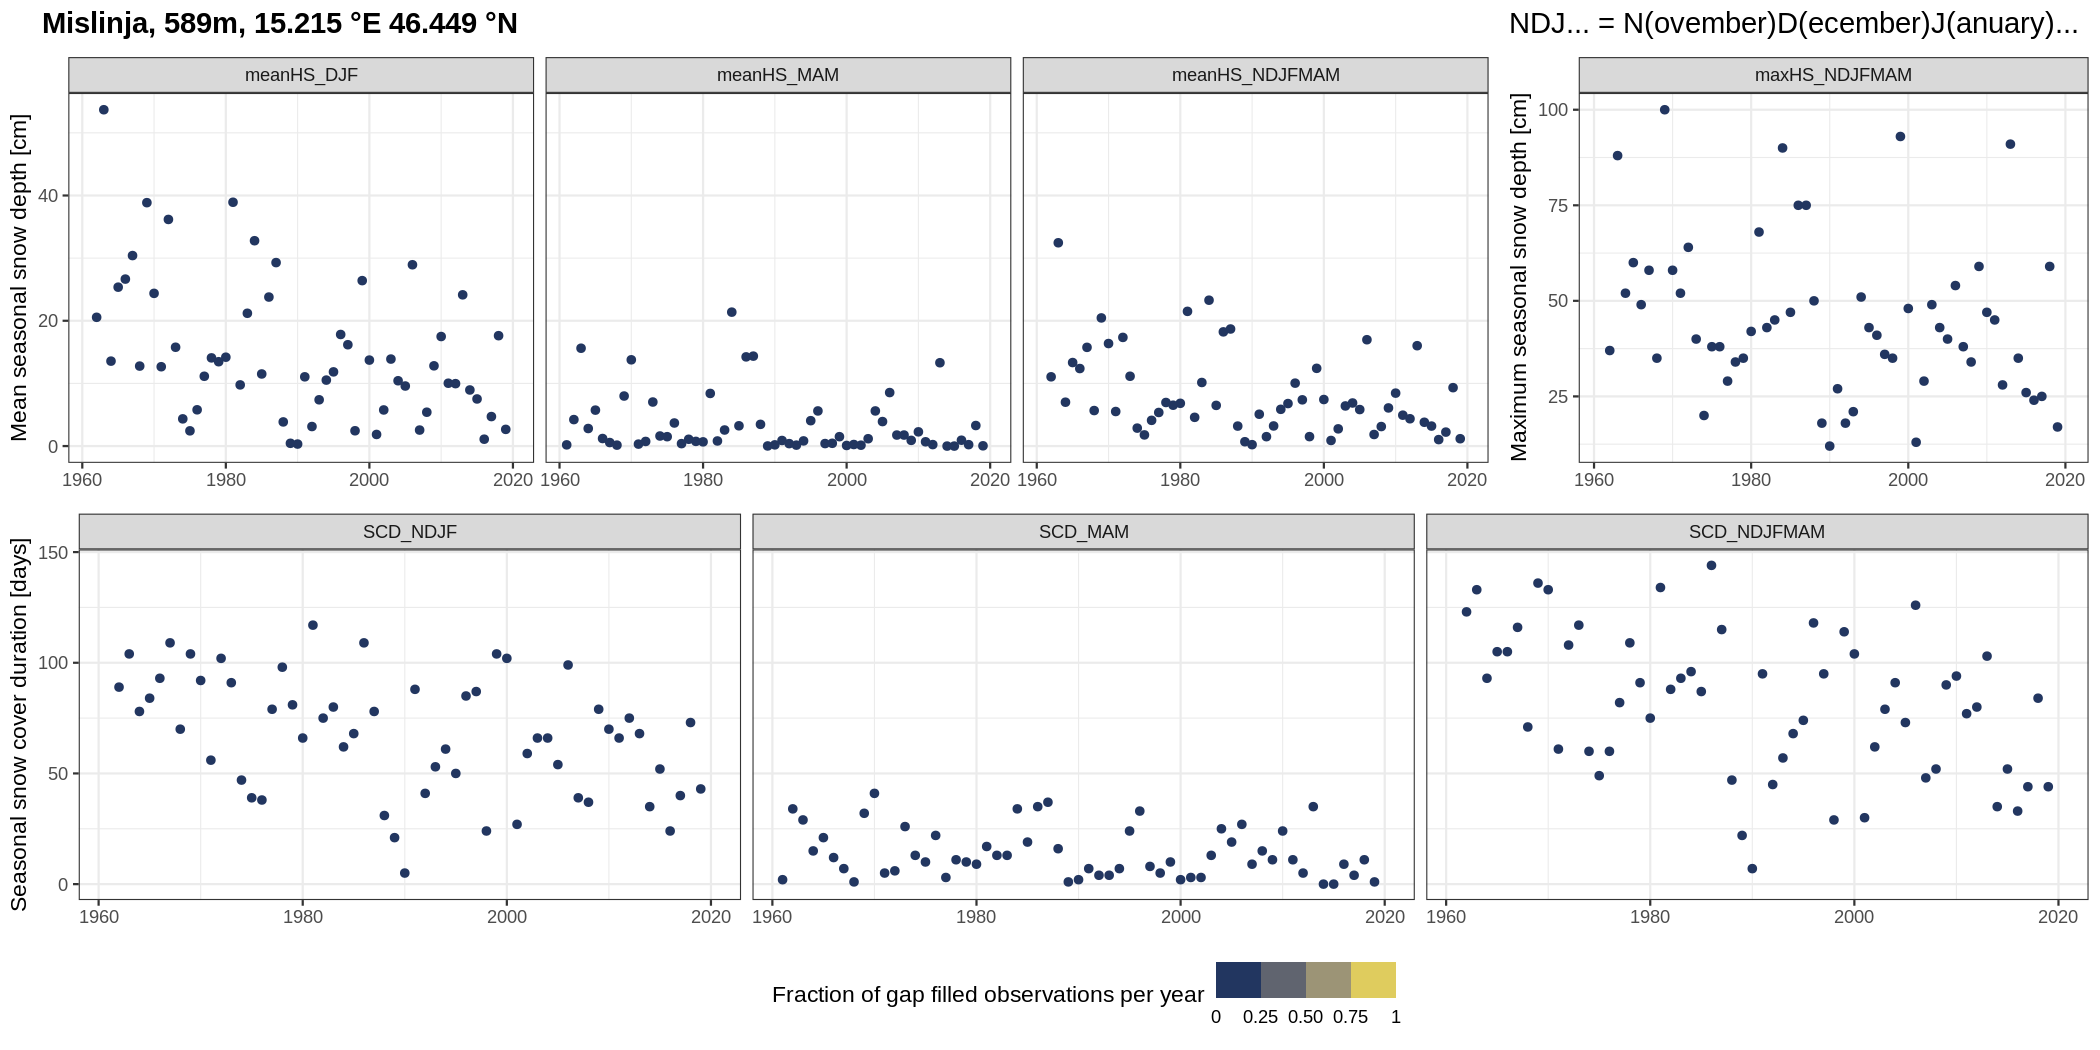 Mislinja, 589m, 15.215 °E 46.449 °N
NDJ... = N(ovember)D(ecember)J(anuary)...
meanHS_DJF
meanHS_MAM
meanHS_NDJFMAM
maxHS_NDJFMAM
Mean seasonal snow depth [cm]
40
20
0
1960 1980 2000 2020
1960 1980 2000 2020
1960 1980 2000 2020
Maximum seasonal snow depth [cm]
100
75
50
25
1960 1980 2000 2020
SCD_NDJF
SCD_MAM
SCD_NDJFMAM
Seasonal snow cover duration [days]
150
100
50
0
1960 1980 2000 2020
1960 1980 2000 2020
1960 1980 2000 2020
Fraction of gap filled observations per year
0 0.25 0.50 0.75 1